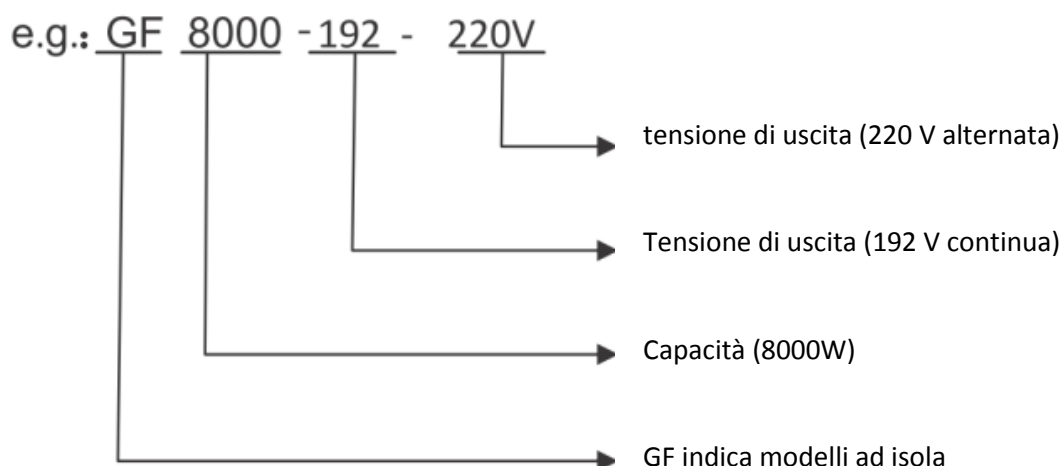 e.g.: GF 8000 -192 - 220V
tensione di uscita (220 V alternata)
Tensione di uscita (192 V continua)
Capacità (8000W)
GF indica modelli ad isola